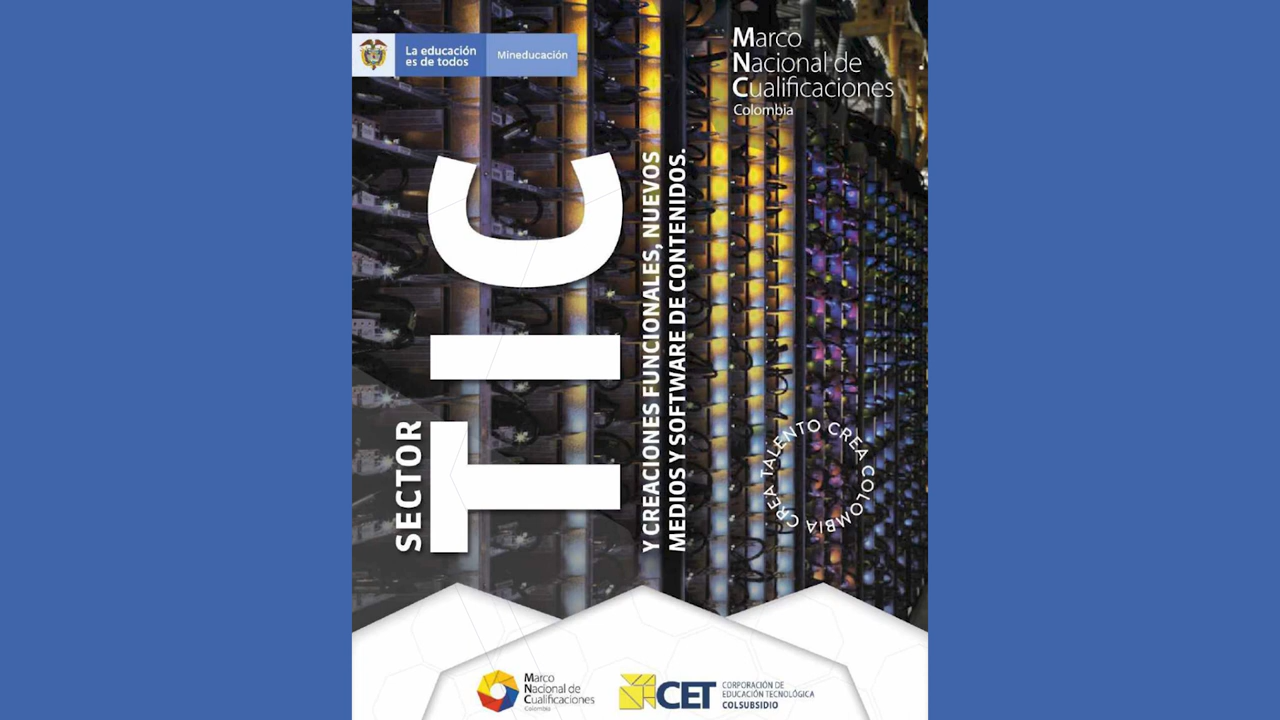 La educación
es de todos
Mineducación
Marco
Nacional de
Cualificaciones
Colombia
SECTOR
TIC
Y CREACIONES FUNCIONALES, NUEVOS
MEDIOS Y SOFTWARE DE CONTENIDOS.
CREA TALENTO CREA COLOMBIA
Marco
Nacional de
Cualificaciones
Colombia
CET
CORPORACIÓN DE
EDUCACIÓN TECNOLÓGICA
COLSUBSIDIO